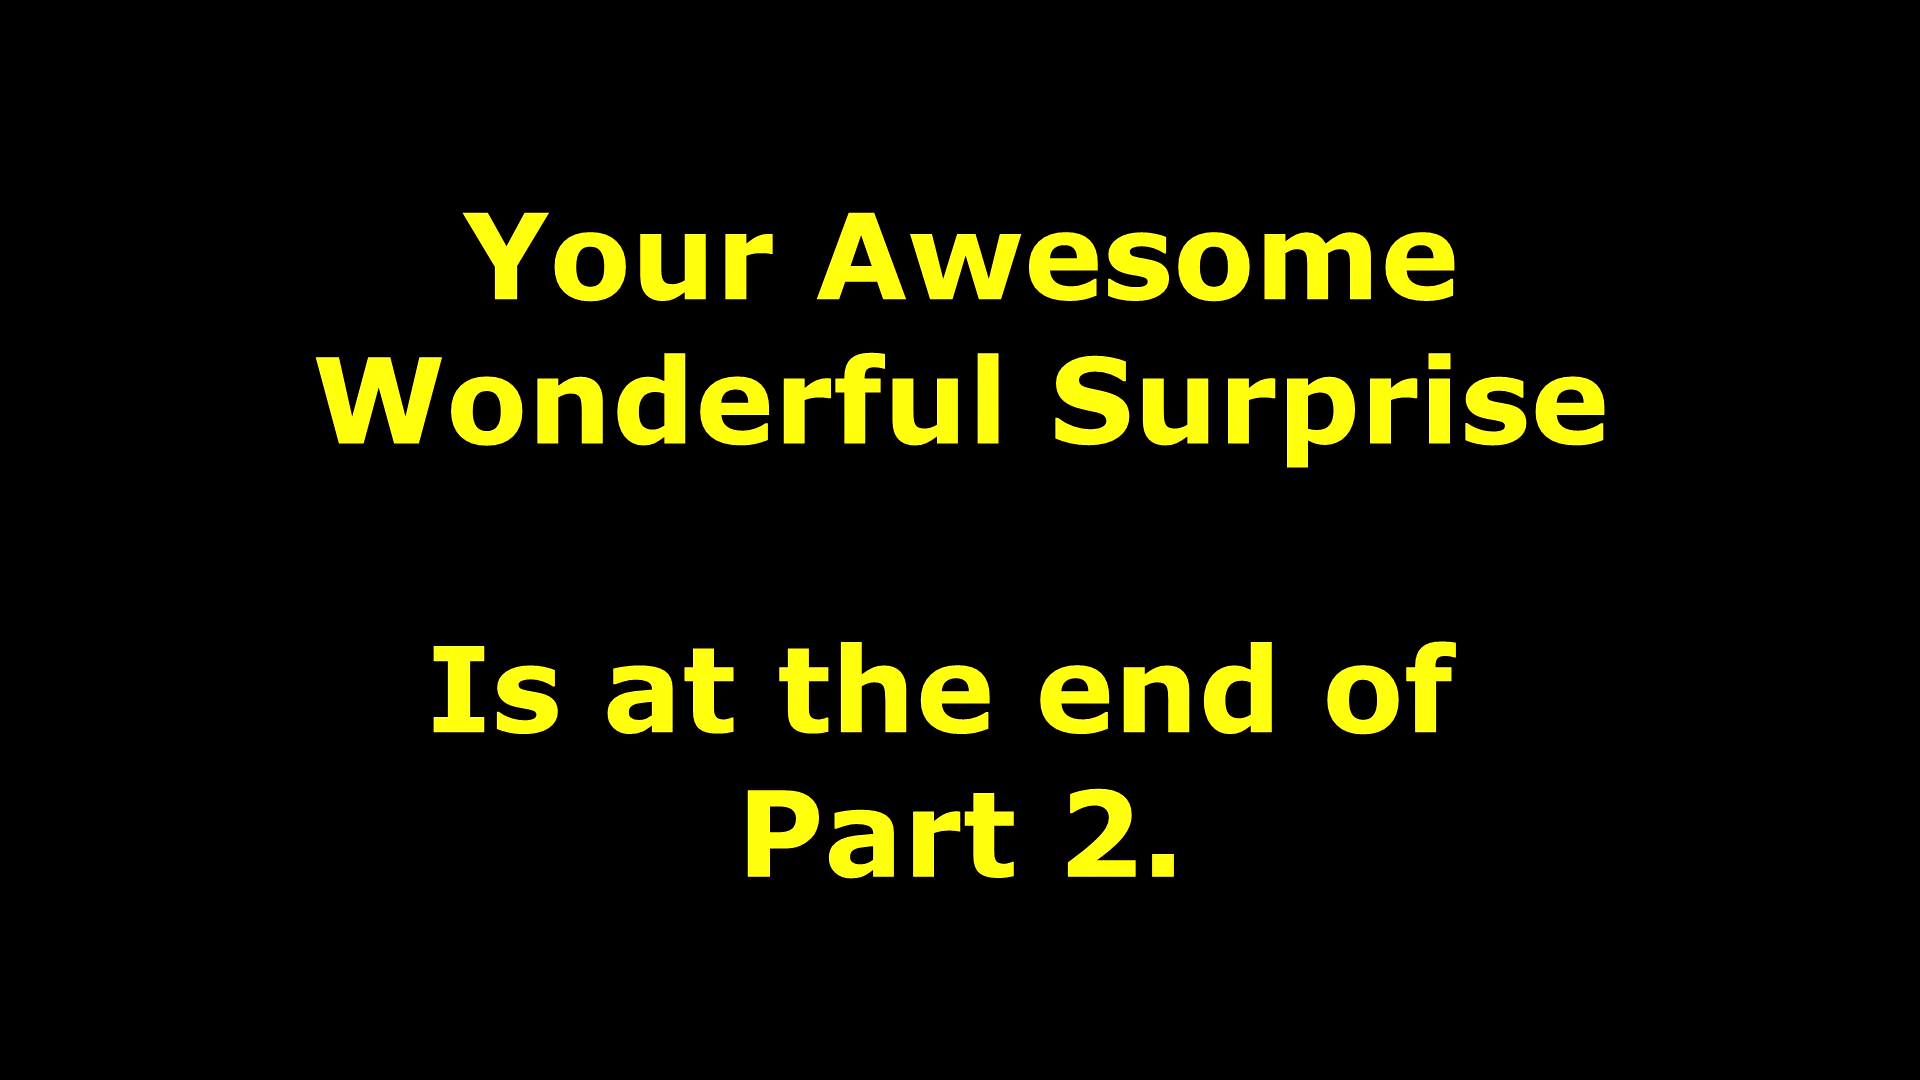 Your Awesome
Wonderful Surprise
Is at the end of
Part 2.